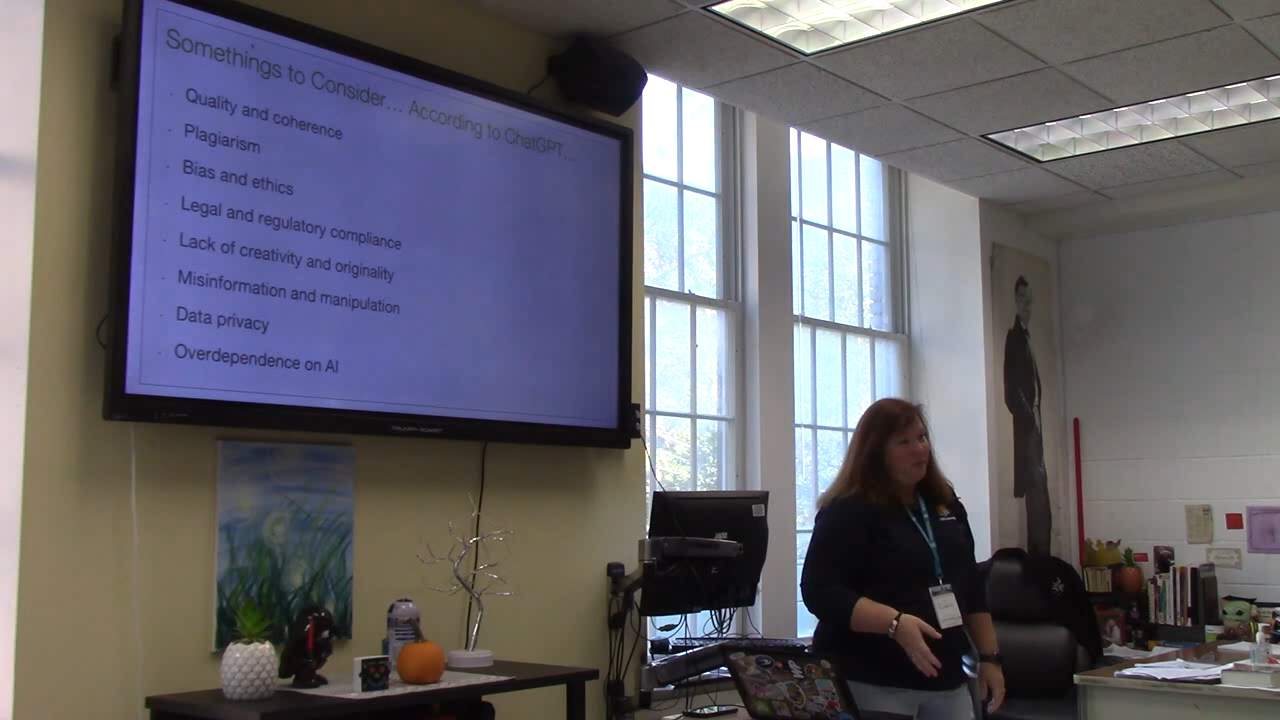 Somethings to Consider... According to ChatGPT...
Quality and coherence
Plagiarism
Bias and ethics
Legal and regulatory compliance
Lack of creativity and originality
Misinformation and manipulation
Data privacy
Overdependence on AI